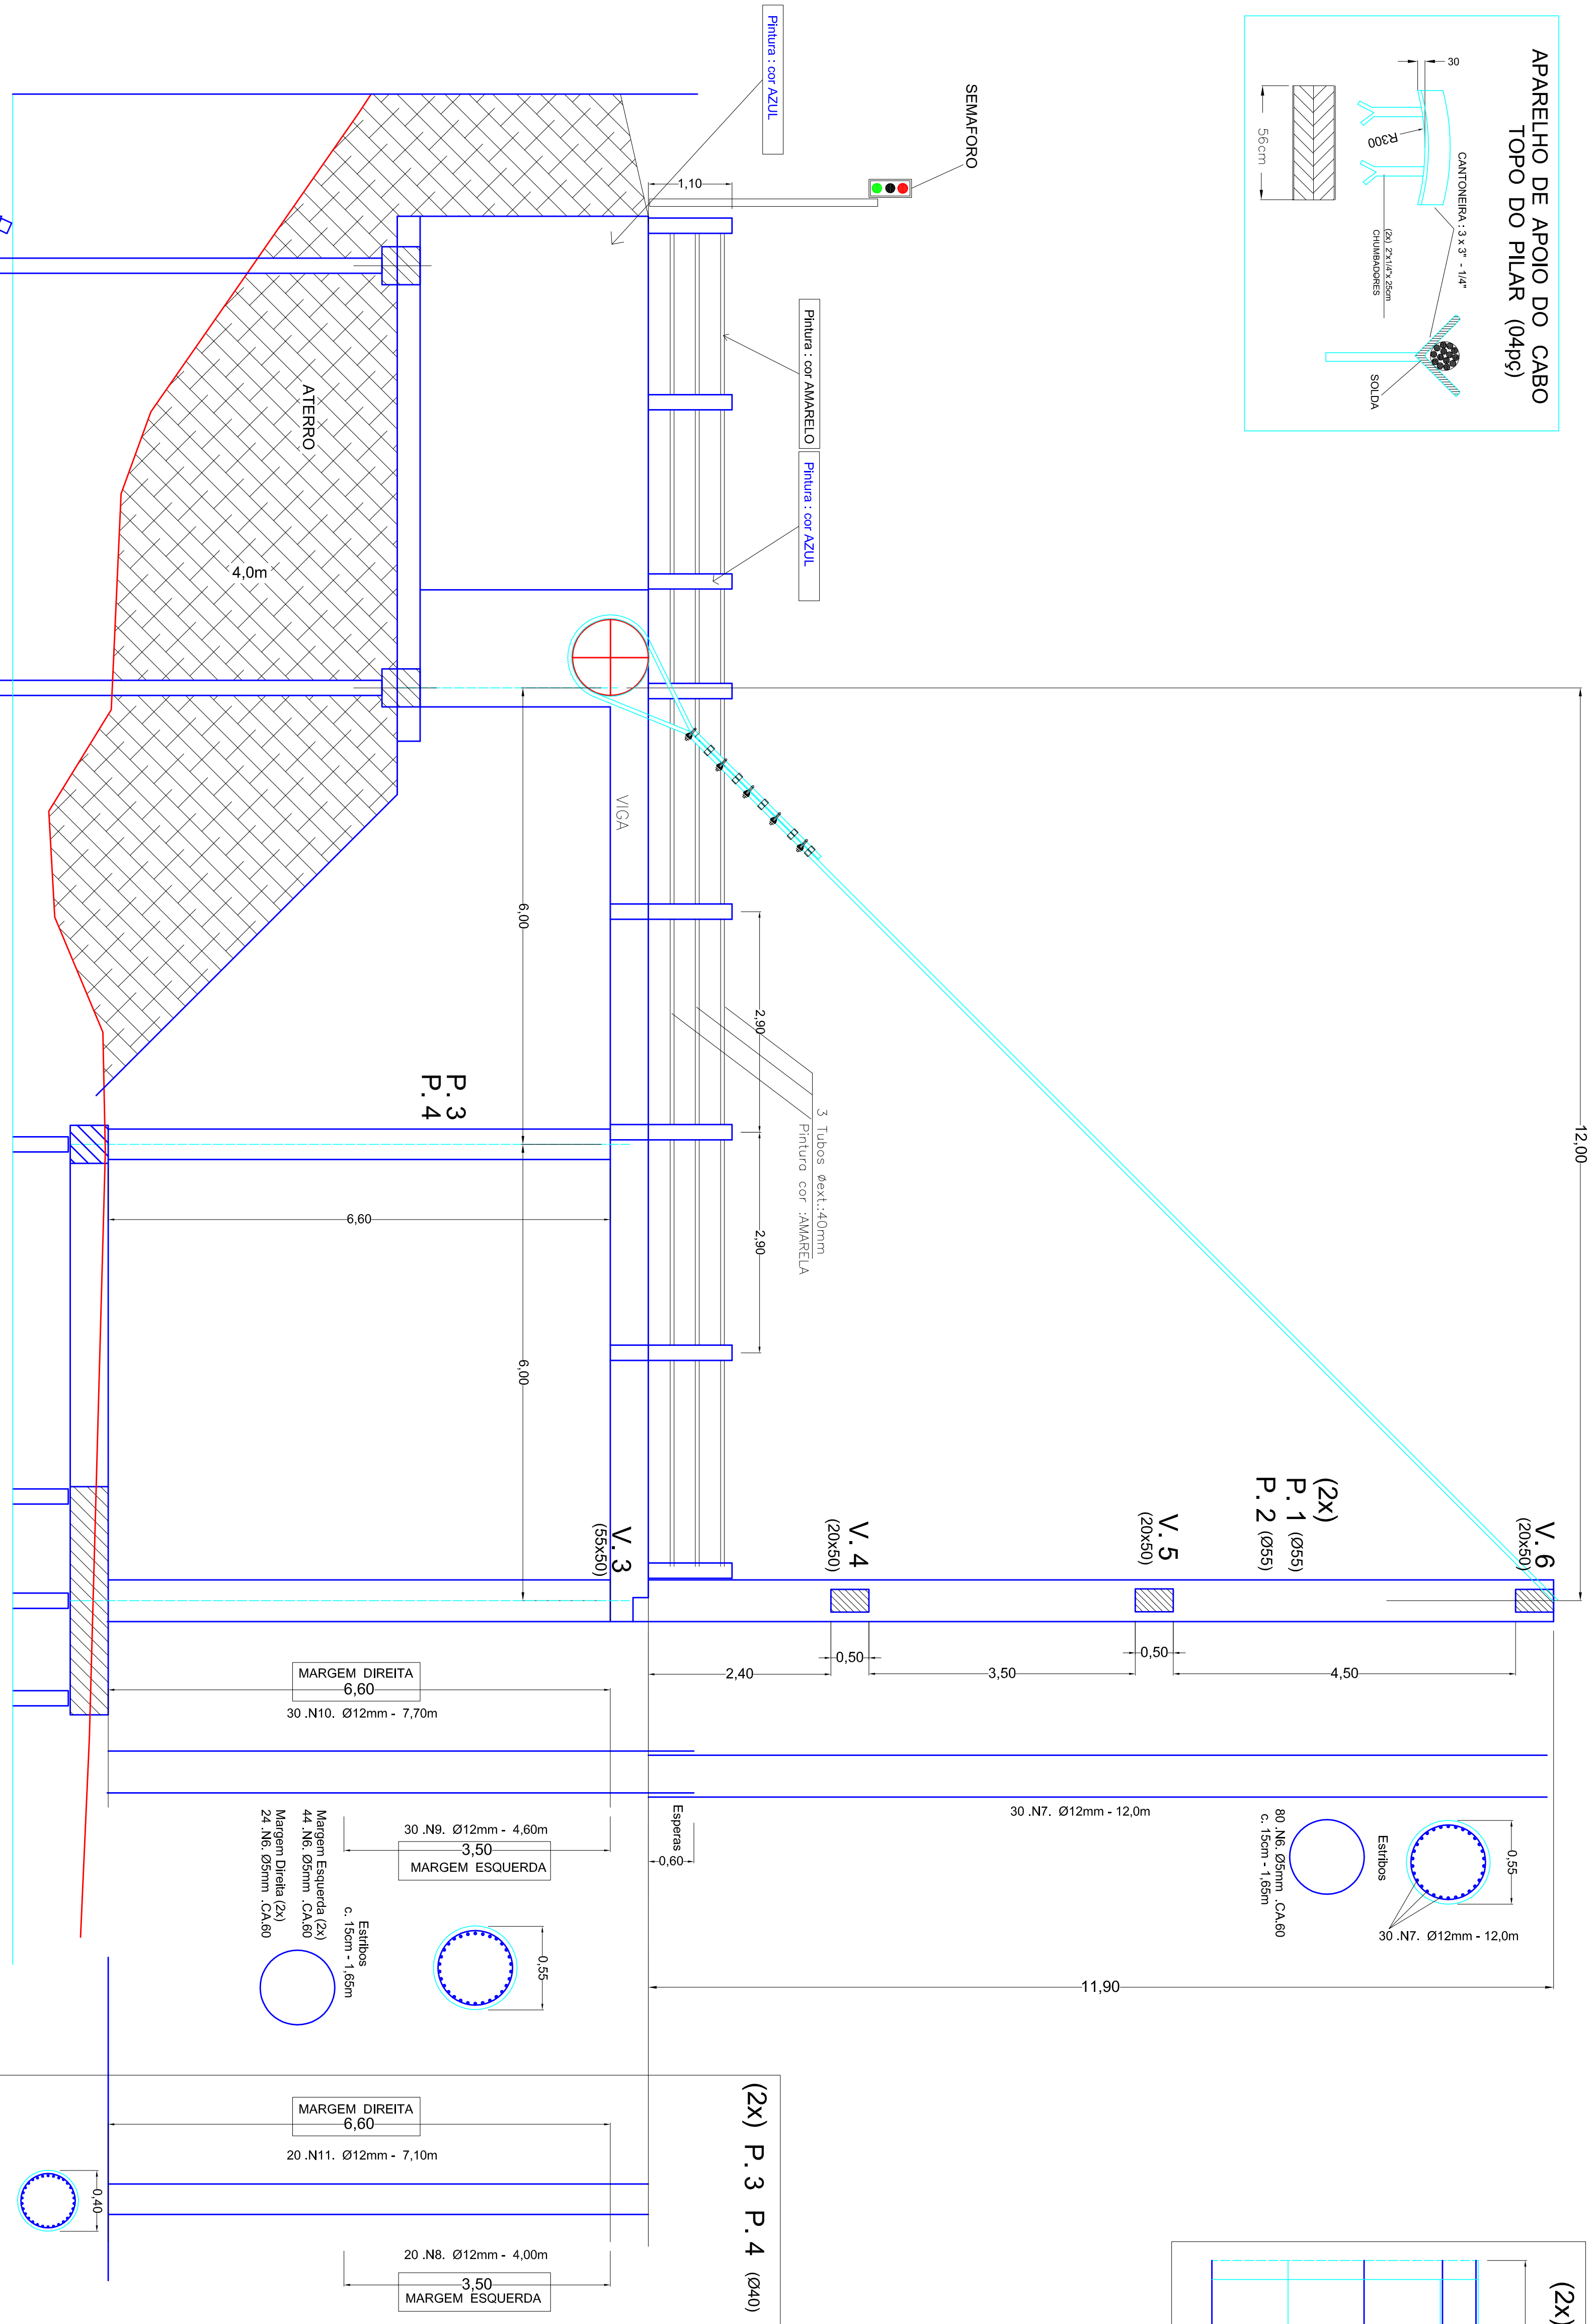 APARELHO DE APOIO DO CABO
TOPO DO PILAR (04pç)
30
R300
CANTONEIRA : 3 x 3" - 1/4"
(2x) 2"x1/4"x 25cm
CHUMBADORES
56cm
SOLDA
SEMAFORO
Pintura : cor AZUL
1,10
Pintura : cor AMARELO
Pintura : cor AZUL
ATERRO
4,0m
VIGA
12,00
6,00
6,00
2,90
2,90
3 Tubos Øext.:40mm
Pintura cor :AMARELA
P. 3
P. 4
6,60
(2x)
P. 1 (Ø55)
P. 2 (Ø55)
V. 6
(20x50)
V. 5
(20x50)
V. 4
(20x50)
V. 3
(55x50)
2,40
0,50
3,50
0,50
4,50
MARGEM DIREITA
6,60
30 .N10. Ø12mm - 7,70m
30 .N9. Ø12mm - 4,60m
3,50
MARGEM ESQUERDA
Esperas
0,60
30 .N7. Ø12mm - 12,0m
0,55
Estribos
30 .N7. Ø12mm - 12,0m
80 .N6. Ø5mm .CA.60
c. 15cm - 1,65m
11,90
Estribos
c. 15cm - 1,65m
Margem Esquerda (2x)
44 .N6. Ø5mm .CA.60
Margem Direita (2x)
24 .N6. Ø5mm .CA.60
0,55
(2x) P. 3 P. 4 (Ø40)
MARGEM DIREITA
6,60
20 .N11. Ø12mm - 7,10m
0,40
20 .N8. Ø12mm - 4,00m
3,50
MARGEM ESQUERDA
(2x)